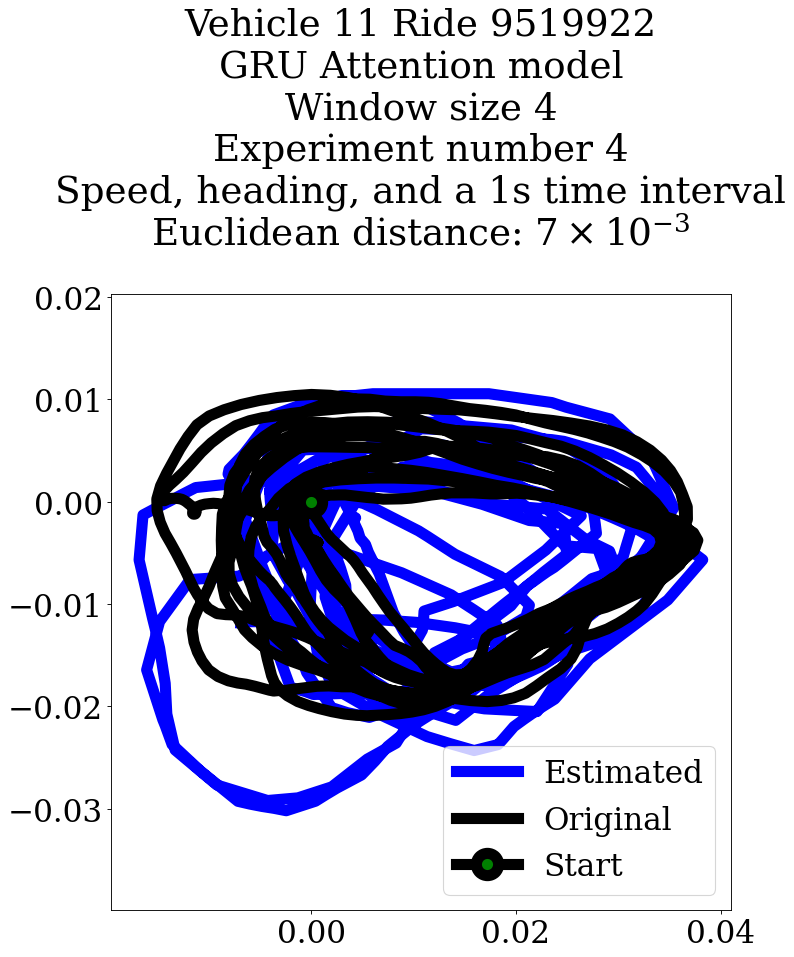 Vehicle 11 Ride 9519922
GRU Attention model
Window size 4
Experiment number 4
Speed, heading, and a 1s time interval
Euclidean distance: 7 × 10⁻³
0.02
0.01
0.00
−0.01
−0.02
−0.03
Estimated
Original
Start
0.00 0.02 0.04